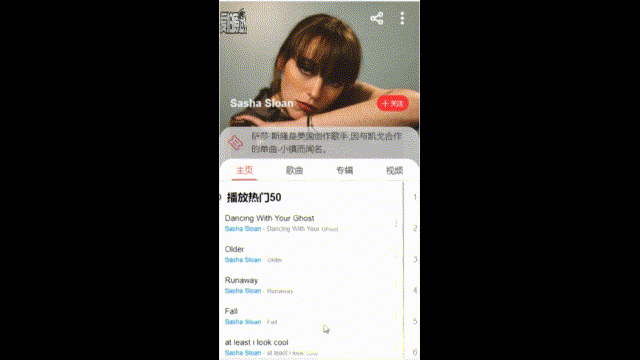 Sasha Sloan
+ 关注
萨莎·斯隆是美国创作歌手,因与凯戈合作
的单曲-小镇而闻名。
主页 歌曲 专辑 视频
播放热门50
1
Dancing With Your Ghost
Sasha Sloan - Dancing With Your Ghost
2
Older
Sasha Sloan - Older
3
Runaway
Sasha Sloan - Runaway
4
Fall
Sasha Sloan - Fall
5
at least i look cool
Sasha Sloan - at least i look cool
6